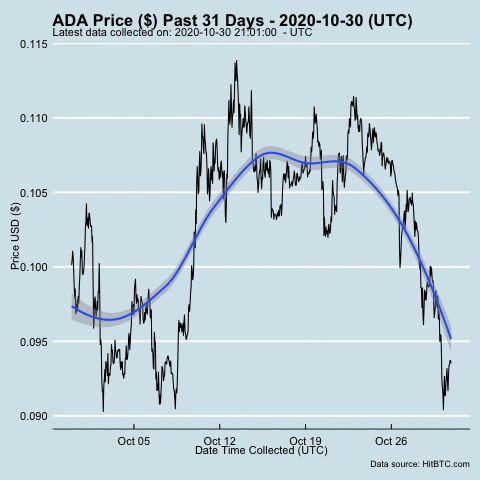 ADA Price ($) Past 31 Days - 2020-10-30 (UTC)
Latest data collected on: 2020-10-30 21:01:00  - UTC
0.115
0.110
0.105
0.100
0.095
0.090
Price USD ($)
Oct 05
Oct 12
Oct 19
Oct 26
Date Time Collected (UTC)
Data source: HitBTC.com